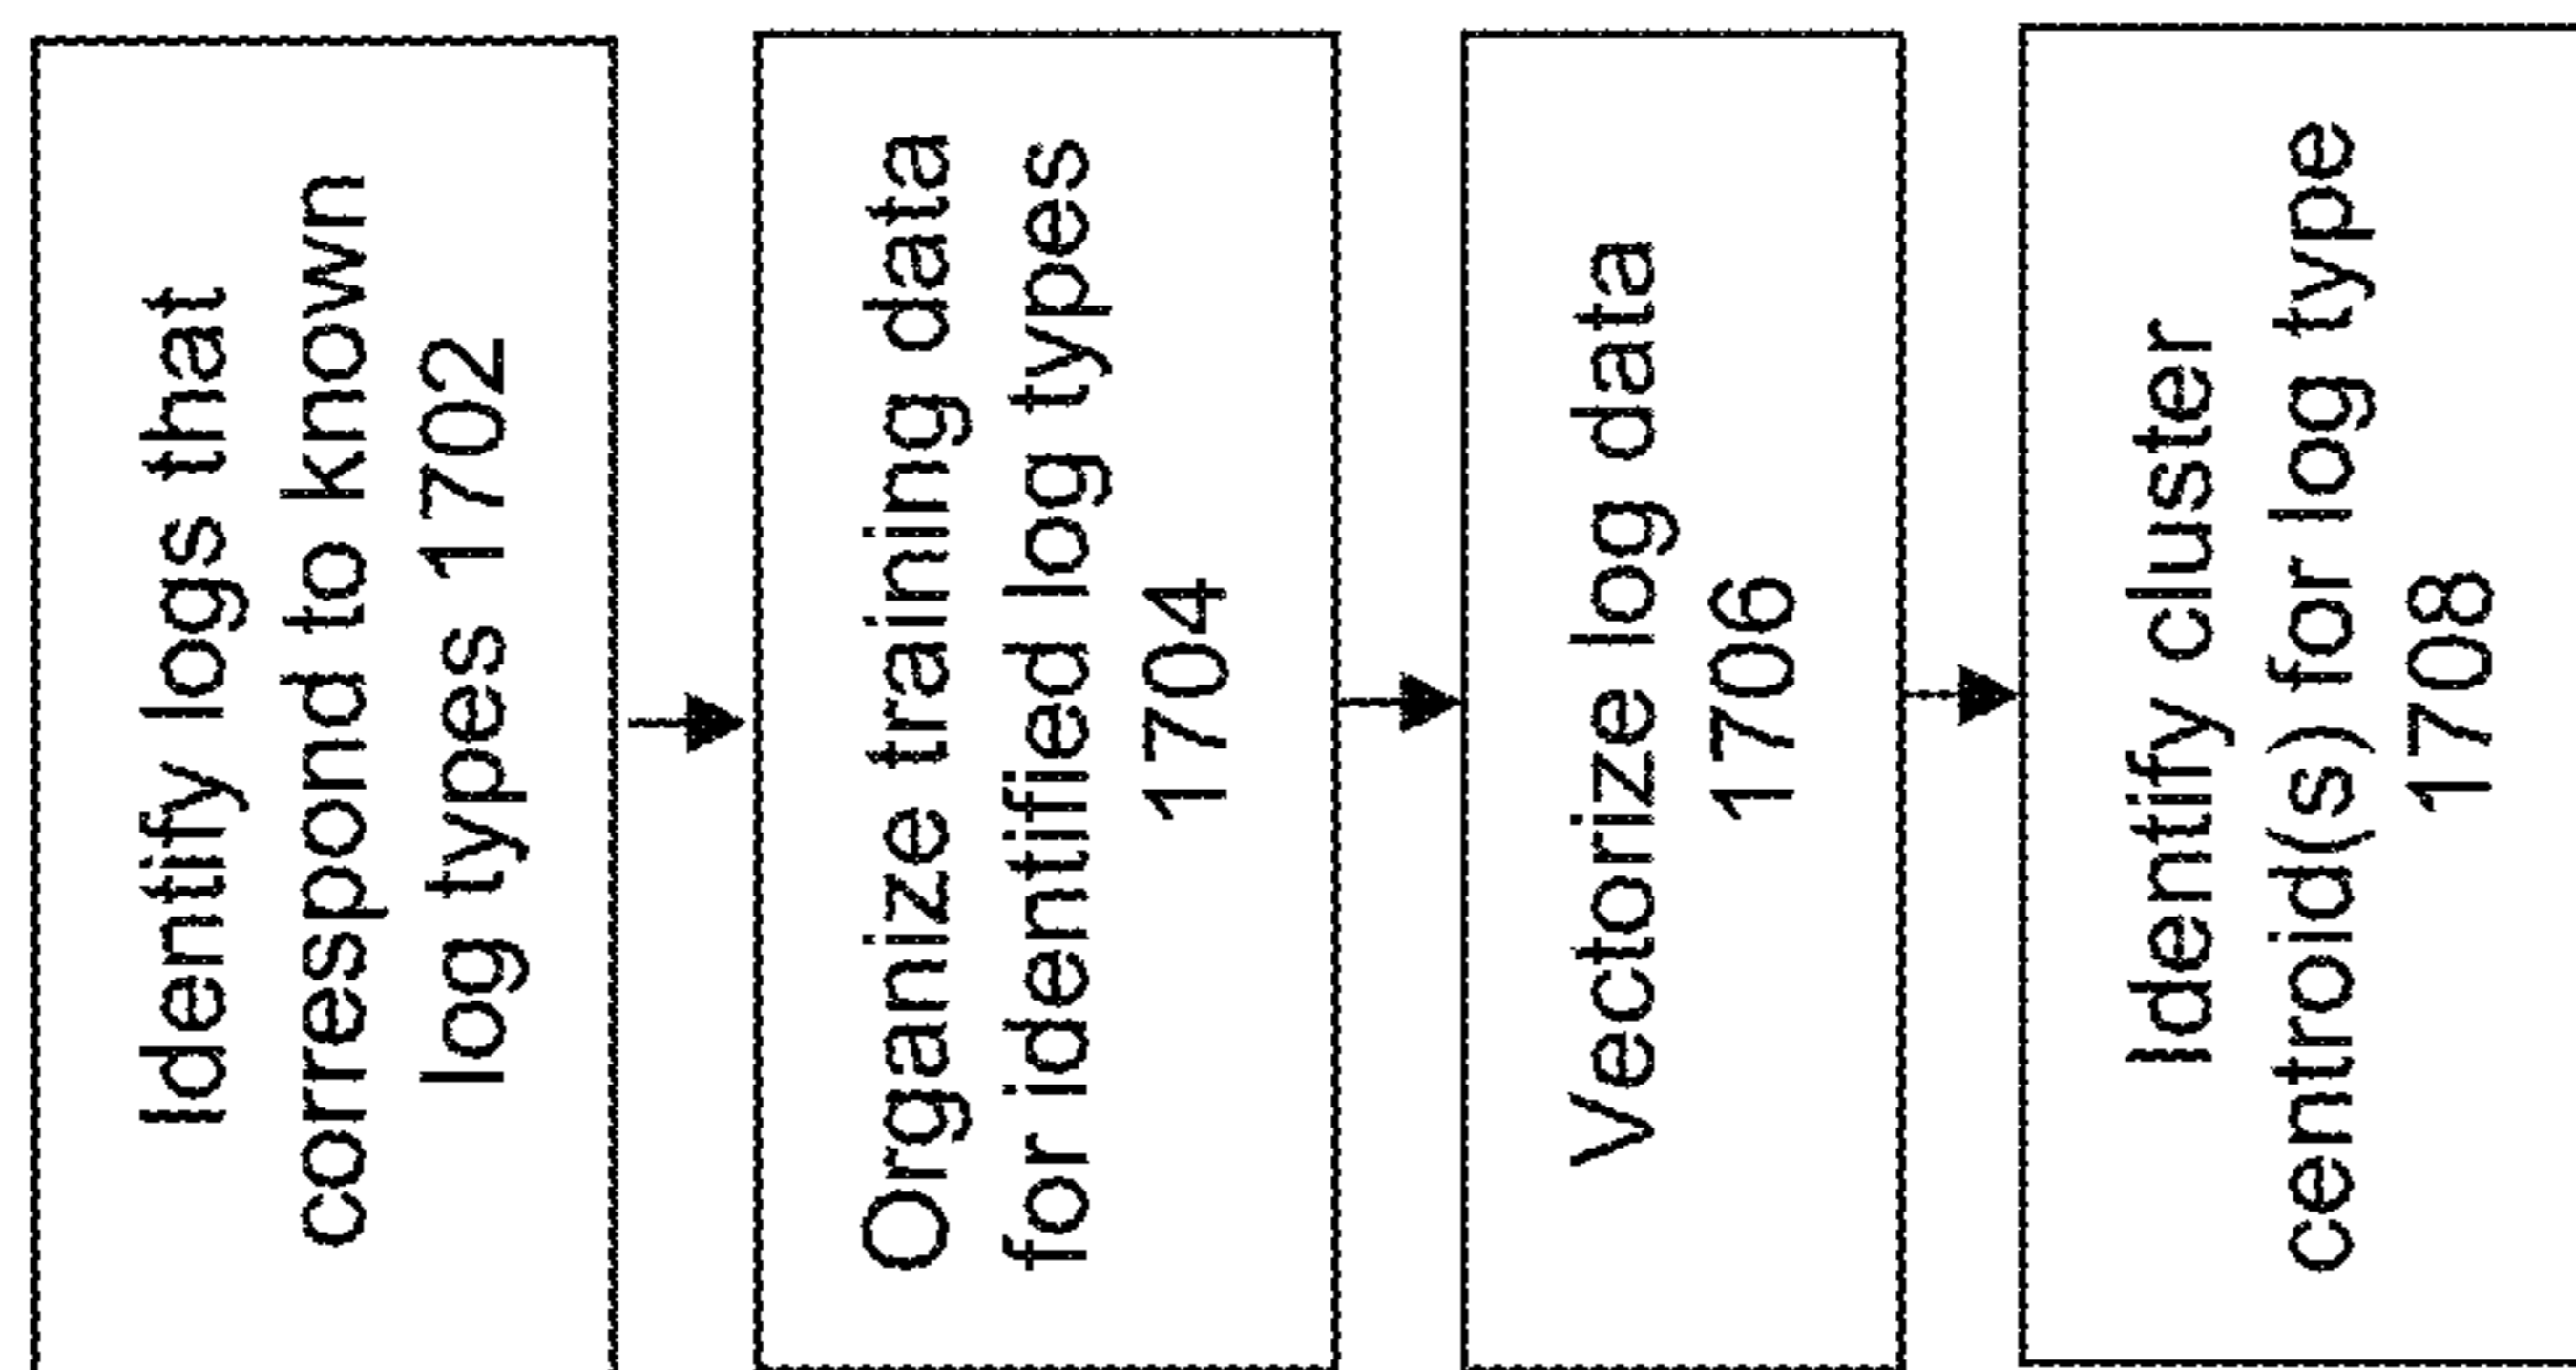 Identify logs that
correspond to known
log types 1702
Organize training data
for identified log types
1704
Vectorize log data
1706
Identify cluster
centroid(s) for log type
1708